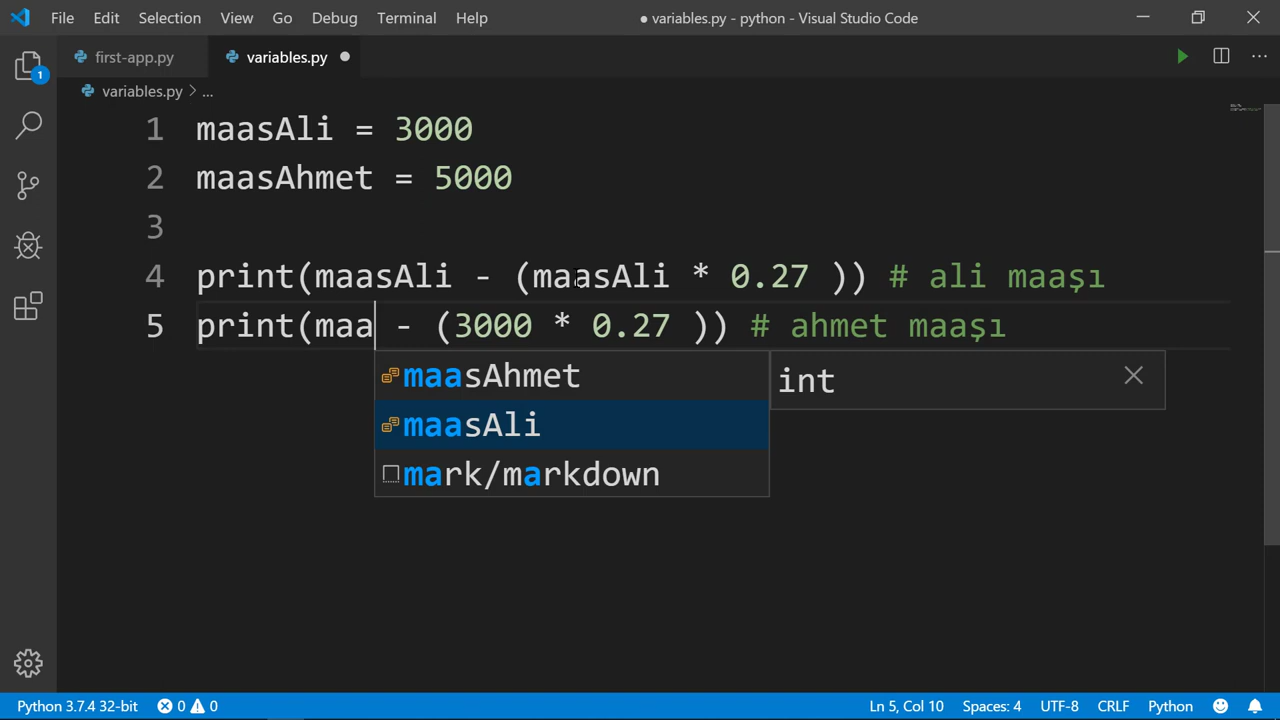 File Edit Selection View Go Debug Terminal Help ● variables.py - python - Visual Studio Code
first-app.py variables.py ●
variables.py > ...
1
1 maasAli = 3000
2 maasAhmet = 5000
3
4 print(maasAli - (maasAli * 0.27 )) # ali maaşı
5 print(maa - (3000 * 0.27 )) # ahmet maaşı
maasAhmet int
maasAli
mark/markdown
Python 3.7.4 32-bit 0 0 Ln 5, Col 10 Spaces: 4 UTF-8 CRLF Python